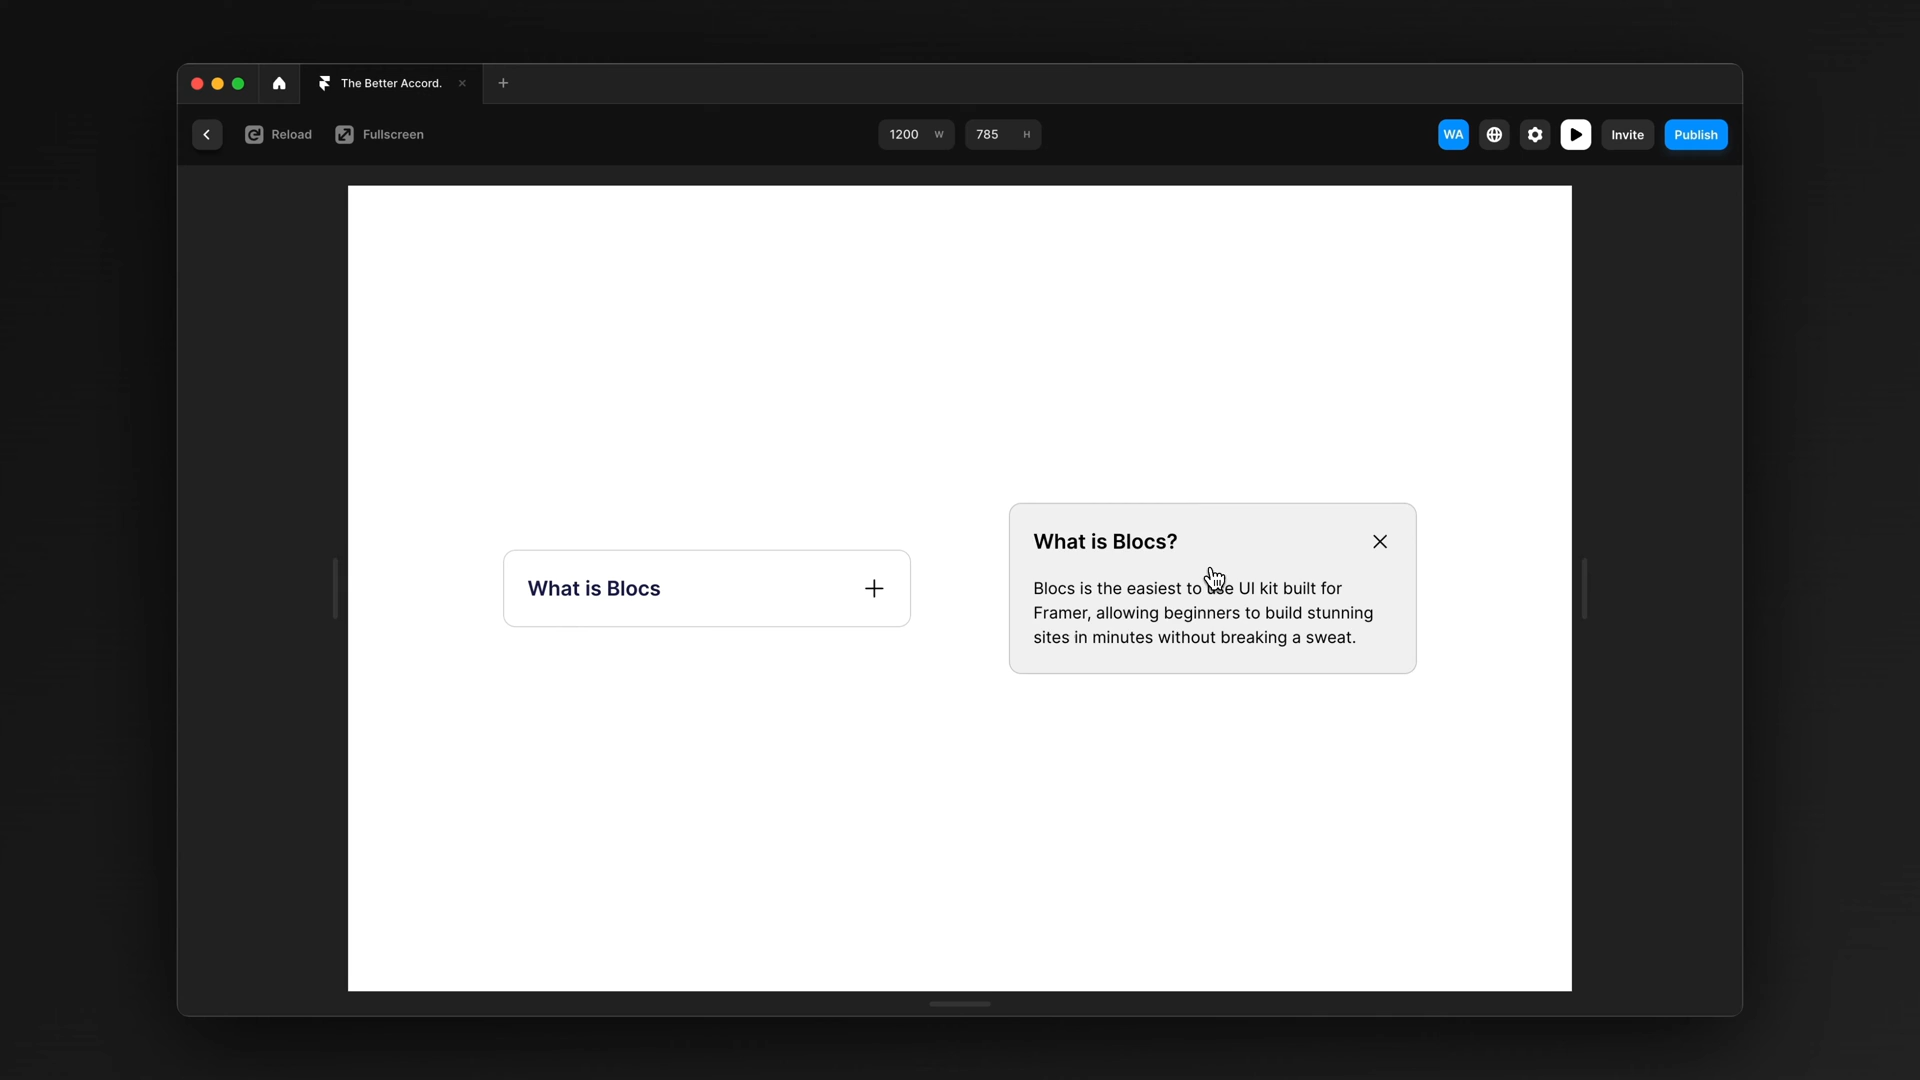 The Better Accord.
Reload
Fullscreen
1200 W
785 H
WA
Invite
Publish
What is Blocs
What is Blocs?
Blocs is the easiest to use UI kit built for
Framer, allowing beginners to build stunning
sites in minutes without breaking a sweat.